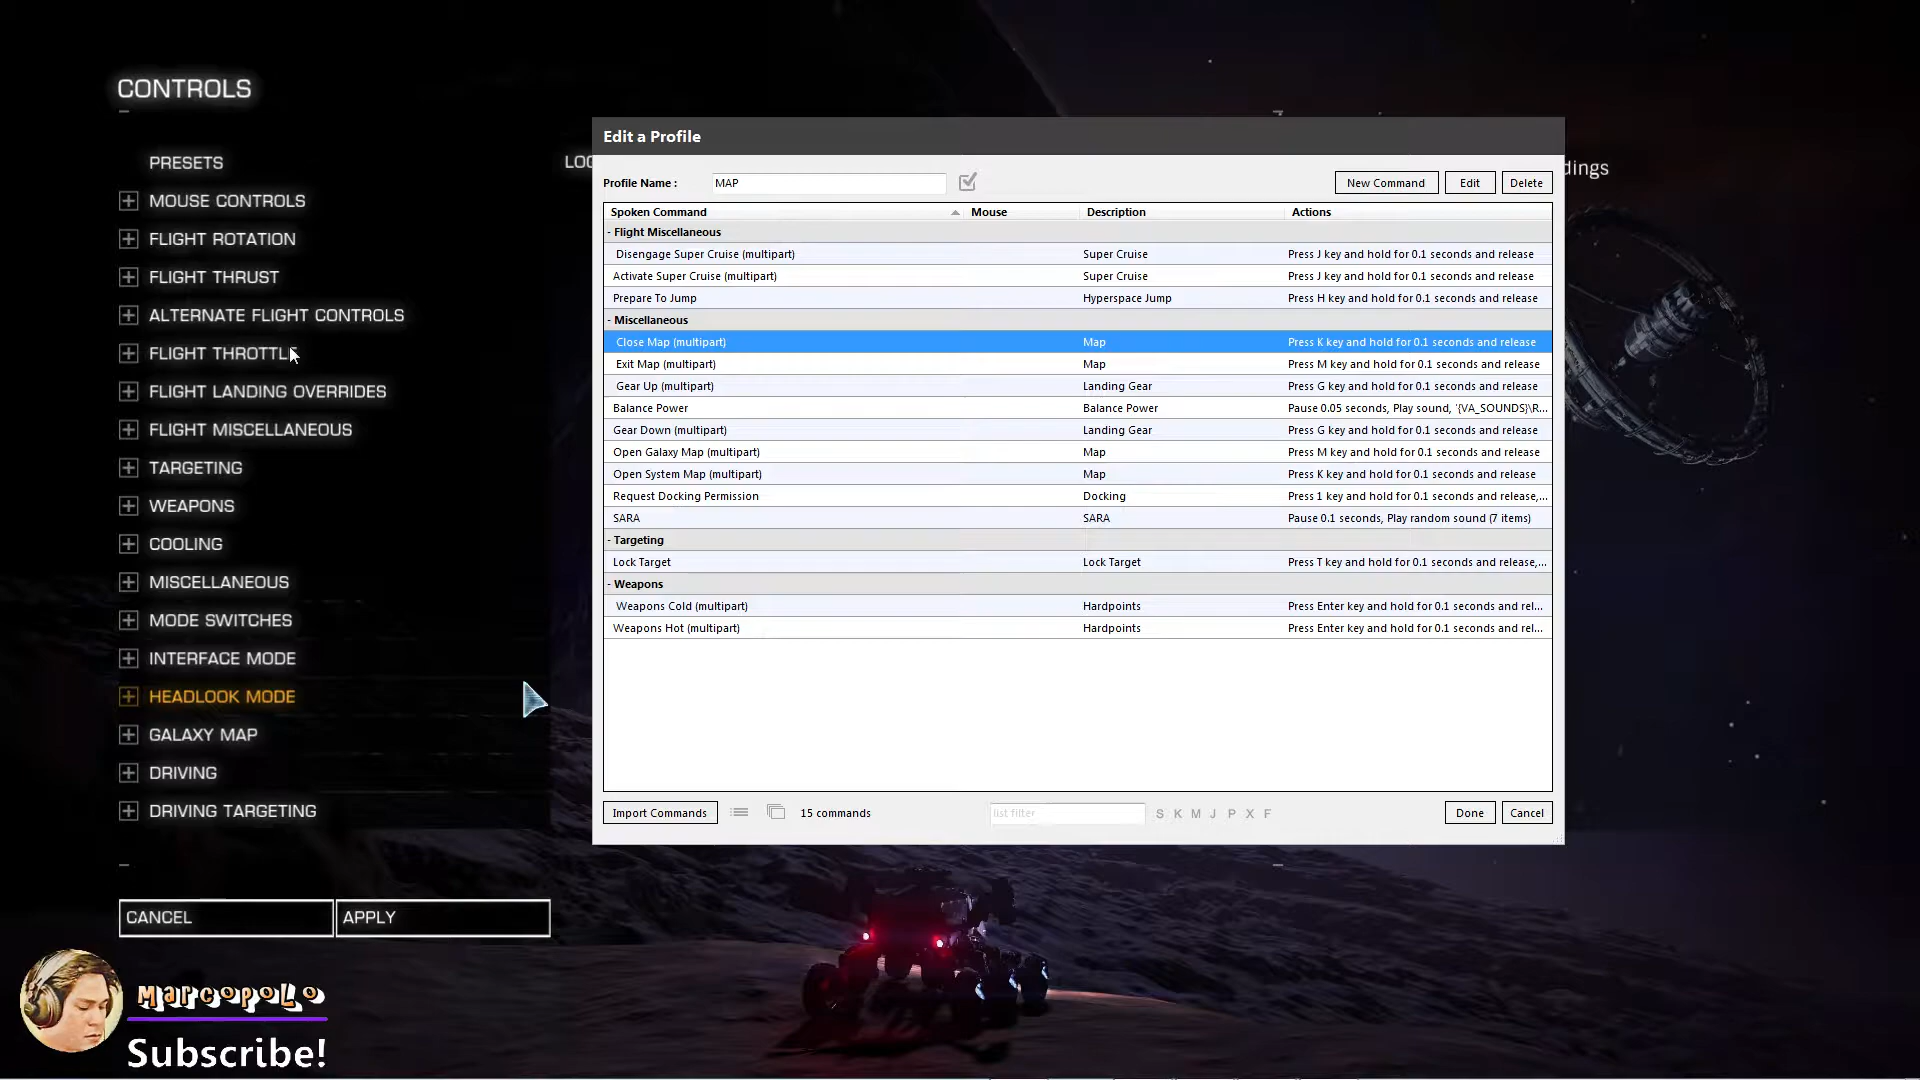 CONTROLS
PRESETS
MOUSE CONTROLS
FLIGHT ROTATION
FLIGHT THRUST
ALTERNATE FLIGHT CONTROLS
FLIGHT THROTTLE
FLIGHT LANDING OVERRIDES
FLIGHT MISCELLANEOUS
TARGETING
WEAPONS
COOLING
MISCELLANEOUS
MODE SWITCHES
INTERFACE MODE
HEADLOOK MODE
GALAXY MAP
DRIVING
DRIVING TARGETING
CANCEL APPLY
Marcopolo
Subscribe!
LOO
dings
Edit a Profile
Profile Name : MAP New Command Edit Delete
Spoken Command Mouse Description Actions
- Flight Miscellaneous
Disengage Super Cruise (multipart) Super Cruise Press J key and hold for 0.1 seconds and release
Activate Super Cruise (multipart) Super Cruise Press J key and hold for 0.1 seconds and release
Prepare To Jump Hyperspace Jump Press H key and hold for 0.1 seconds and release
- Miscellaneous
Close Map (multipart) Map Press K key and hold for 0.1 seconds and release
Exit Map (multipart) Map Press M key and hold for 0.1 seconds and release
Gear Up (multipart) Landing Gear Press G key and hold for 0.1 seconds and release
Balance Power Balance Power Pause 0.05 seconds, Play sound, '{VA_SOUNDS}\R...
Gear Down (multipart) Landing Gear Press G key and hold for 0.1 seconds and release
Open Galaxy Map (multipart) Map Press M key and hold for 0.1 seconds and release
Open System Map (multipart) Map Press K key and hold for 0.1 seconds and release
Request Docking Permission Docking Press 1 key and hold for 0.1 seconds and release,...
SARA SARA Pause 0.1 seconds, Play random sound (7 items)
- Targeting
Lock Target Lock Target Press T key and hold for 0.1 seconds and release,...
- Weapons
Weapons Cold (multipart) Hardpoints Press Enter key and hold for 0.1 seconds and rel...
Weapons Hot (multipart) Hardpoints Press Enter key and hold for 0.1 seconds and rel...
Import Commands 15 commands list filter S K M J P X F Done Cancel